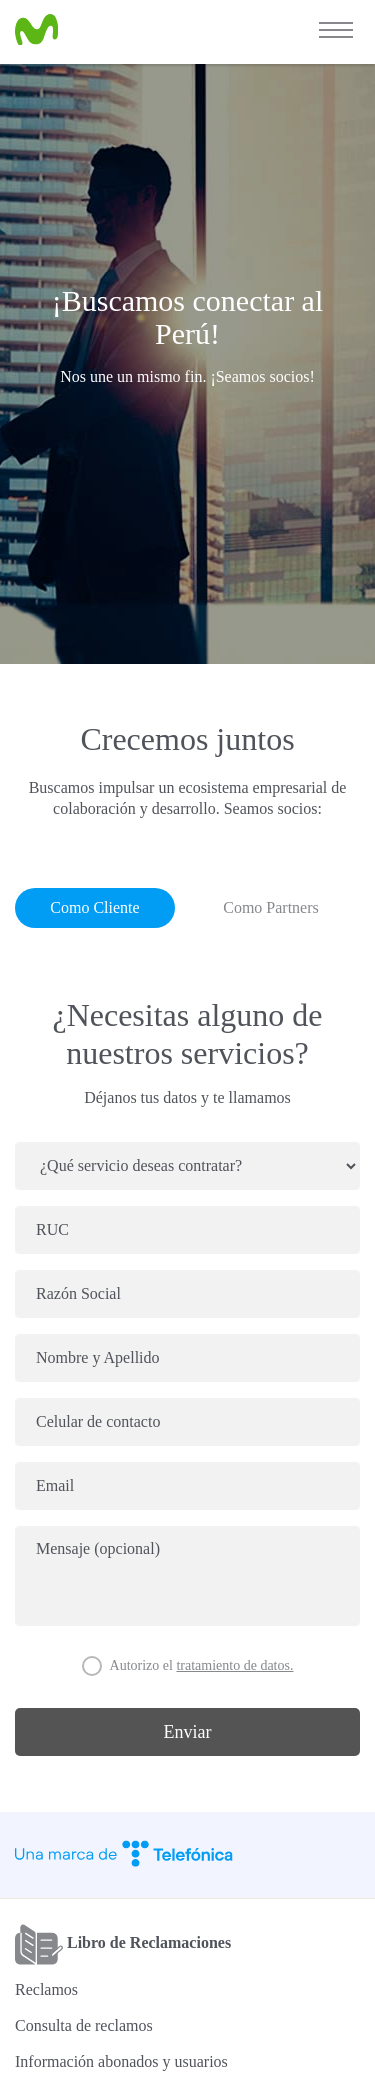 ¡Buscamos conectar al
Perú!
Nos une un mismo fin. ¡Seamos socios!
Crecemos juntos
Buscamos impulsar un ecosistema empresarial de
colaboración y desarrollo. Seamos socios:
Como Cliente
Como Partners
¿Necesitas alguno de
nuestros servicios?
Déjanos tus datos y te llamamos
¿Qué servicio deseas contratar?
RUC
Razón Social
Nombre y Apellido
Celular de contacto
Email
Mensaje (opcional)
Autorizo el tratamiento de datos.
Enviar
Una marca de Telefónica
Libro de Reclamaciones
Reclamos
Consulta de reclamos
Información abonados y usuarios